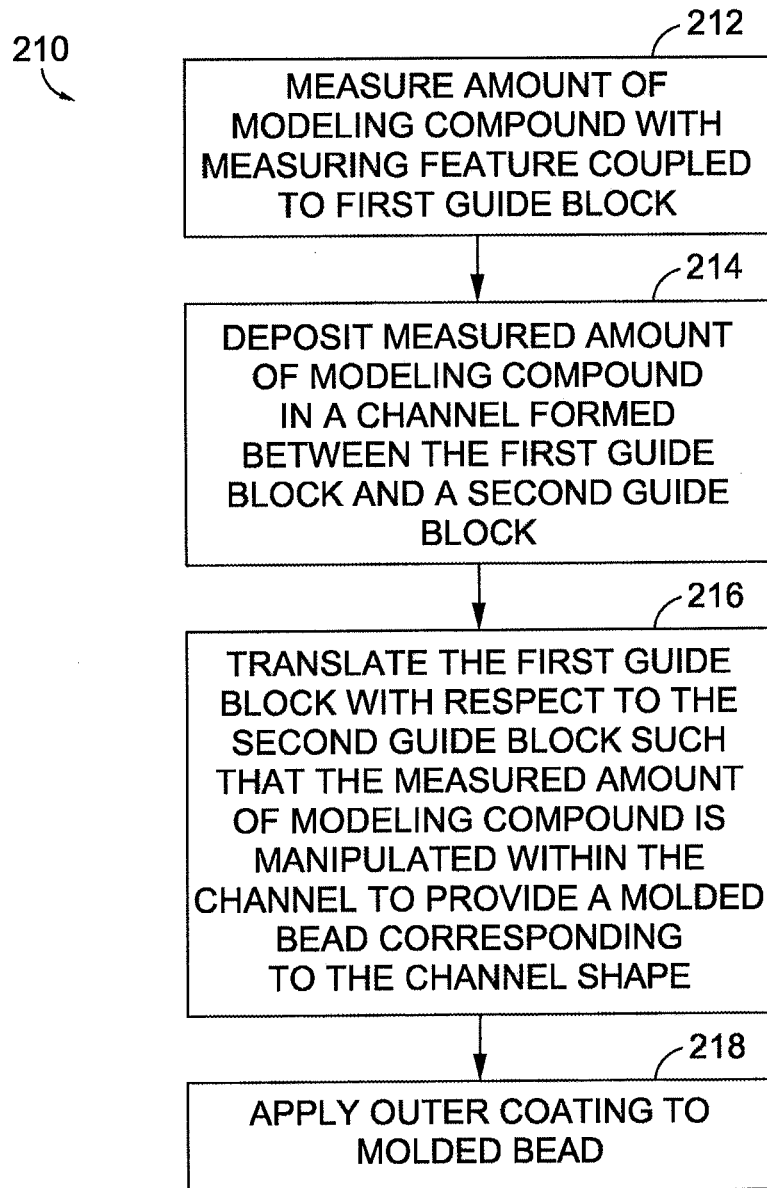 210
212
MEASURE AMOUNT OF
MODELING COMPOUND WITH
MEASURING FEATURE COUPLED
TO FIRST GUIDE BLOCK
214
DEPOSIT MEASURED AMOUNT
OF MODELING COMPOUND
IN A CHANNEL FORMED
BETWEEN THE FIRST GUIDE
BLOCK AND A SECOND GUIDE
BLOCK
216
TRANSLATE THE FIRST GUIDE
BLOCK WITH RESPECT TO THE
SECOND GUIDE BLOCK SUCH
THAT THE MEASURED AMOUNT
OF MODELING COMPOUND IS
MANIPULATED WITHIN THE
CHANNEL TO PROVIDE A MOLDED
BEAD CORRESPONDING
TO THE CHANNEL SHAPE
218
APPLY OUTER COATING TO
MOLDED BEAD